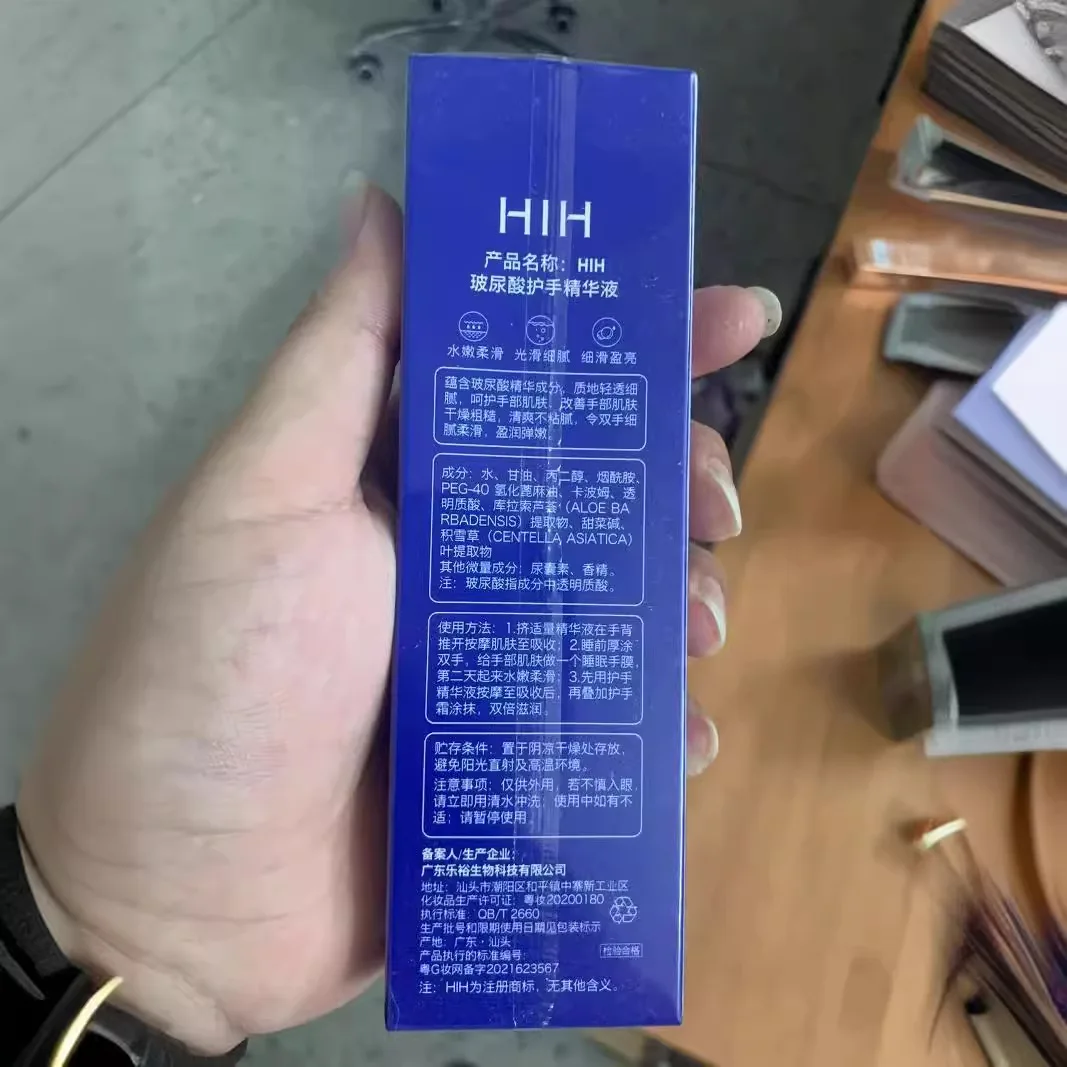 HIH
产品名称：HIH
玻尿酸护手精华液
水嫩柔滑 光滑细腻 细滑盈亮
蕴含玻尿酸精华成分，质地轻透细
腻，呵护手部肌肤、改善手部肌肤
干燥粗糙，清爽不粘腻，令双手细
腻柔滑，盈润弹嫩。
成分：水、甘油、丙二醇、烟酰胺、
PEG-40 氢化蓖麻油、卡波姆、透
明质酸、库拉索芦荟（ALOE BA
RBADENSIS）提取物、甜菜碱、
积雪草（CENTELLA ASIATICA）
叶提取物
其他微量成分：尿囊素、香精。
注：玻尿酸指成分中透明质酸。
使用方法：1.挤适量精华液在手背
推开按摩肌肤至吸收；2.睡前厚涂
双手，给手部肌肤做一个睡眠手膜，
第二天起来水嫩柔滑；3.先用护手
精华液按摩至吸收后，再叠加护手
霜涂抹，双倍滋润。
贮存条件：置于阴凉干燥处存放，
避免阳光直射及高温环境。
注意事项：仅供外用，若不慎入眼，
请立即用清水冲洗；使用中如有不
适；请暂停使用。
备案人/生产企业：
广东乐裕生物科技有限公司
地址：汕头市潮阳区和平镇中寨新工业区
化妆品生产许可证：粤妆20200180
执行标准：QB/T 2660
生产批号和限期使用日期见包装标示
产地：广东·汕头
产品执行的标准编号：
检验合格
粤G妆网备字2021623567
注：HIH为注册商标，无其他含义。